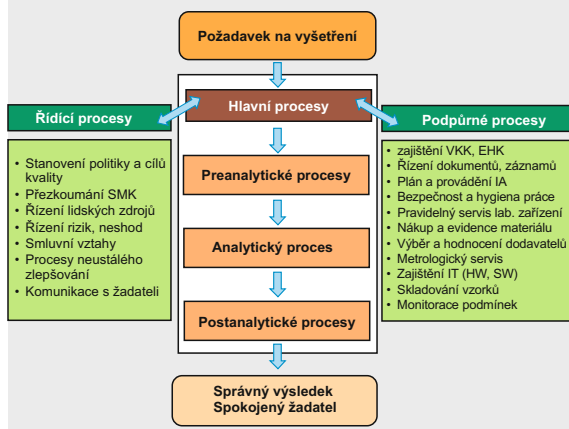 Požadavek na vyšetření
Řídící procesy
Hlavní procesy
Podpůrné procesy
• Stanovení politiky a cílů
kvality
• Přezkoumání SMK
• Řízení lidských zdrojů
• Řízení rizik, neshod
• Smluvní vztahy
• Procesy neustálého
zlepšování
• Komunikace s žadateli
Preanalytické procesy
Analytický proces
Postanalytické procesy
• zajištění VKK, EHK
• Řízení dokumentů, záznamů
• Plán a provádění IA
• Bezpečnost a hygiena práce
• Pravidelný servis lab. zařízení
• Nákup a evidence materiálu
• Výběr a hodnocení dodavatelů
• Metrologický servis
• Zajištění IT (HW, SW)
• Skladování vzorků
• Monitorace podmínek
Správný výsledek
Spokojený žadatel